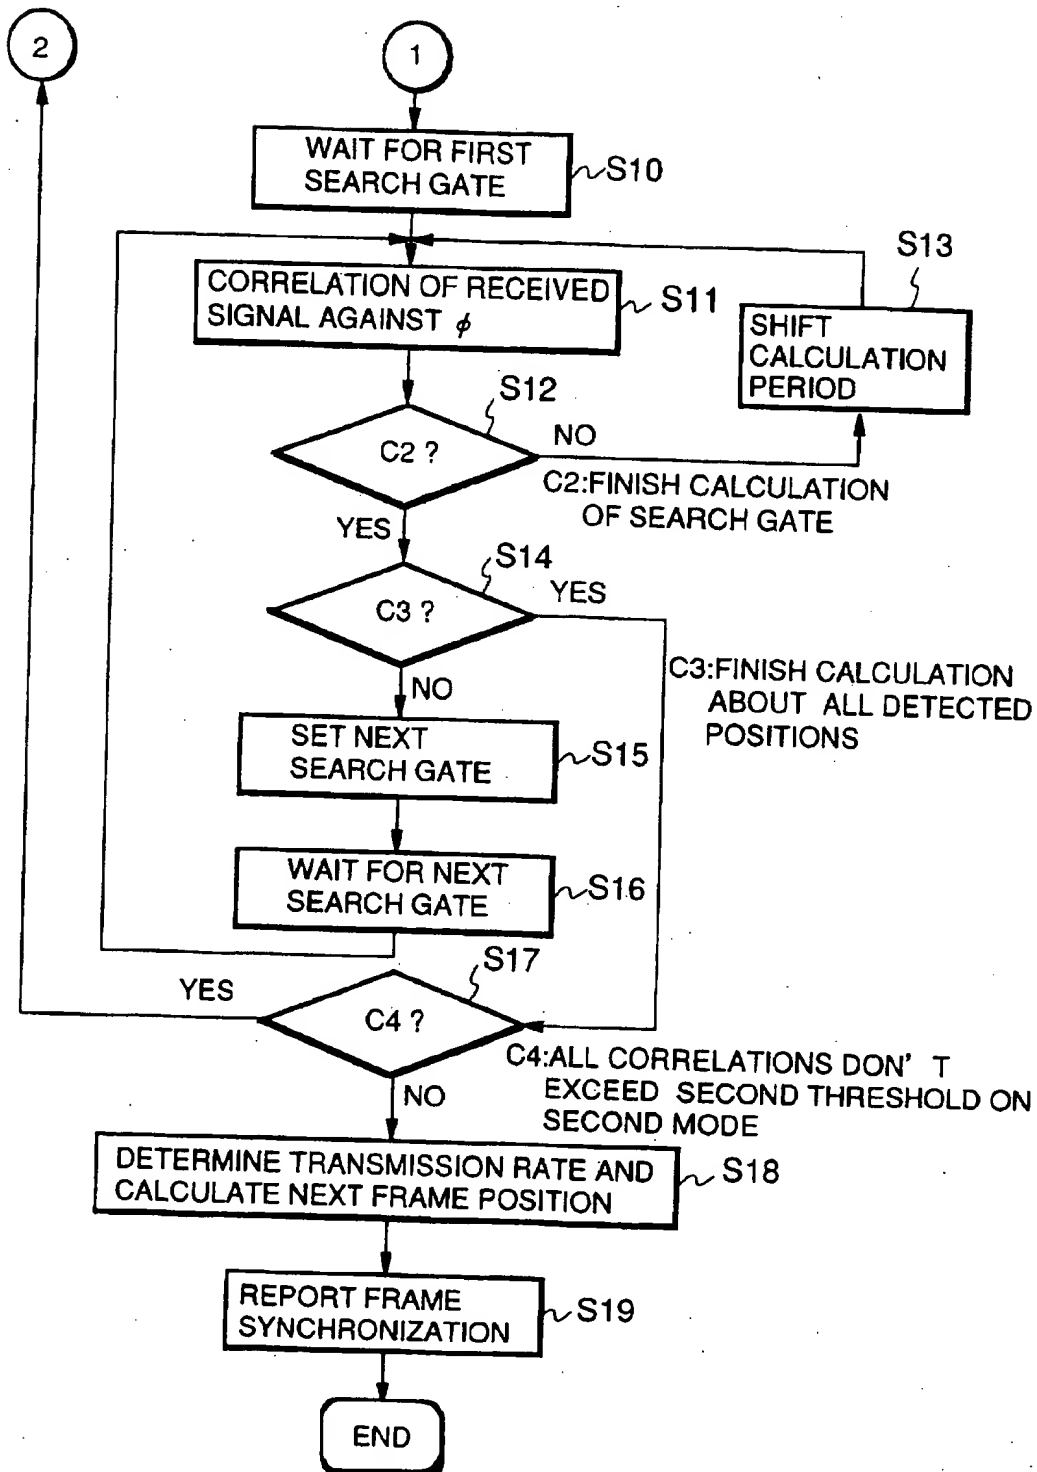 2
1
WAIT FOR FIRST
SEARCH GATE
S10
S13
CORRELATION OF RECEIVED
SIGNAL AGAINST ϕ
S11
SHIFT
CALCULATION
PERIOD
S12
C2 ?
NO
C2:FINISH CALCULATION
OF SEARCH GATE
YES
S14
C3 ?
YES
C3:FINISH CALCULATION
ABOUT ALL DETECTED
POSITIONS
NO
SET NEXT
SEARCH GATE
S15
WAIT FOR NEXT
SEARCH GATE
S16
S17
YES
C4 ?
C4:ALL CORRELATIONS DON' T
EXCEED SECOND THRESHOLD ON
SECOND MODE
NO
DETERMINE TRANSMISSION RATE AND
CALCULATE NEXT FRAME POSITION
S18
REPORT FRAME
SYNCHRONIZATION
S19
END